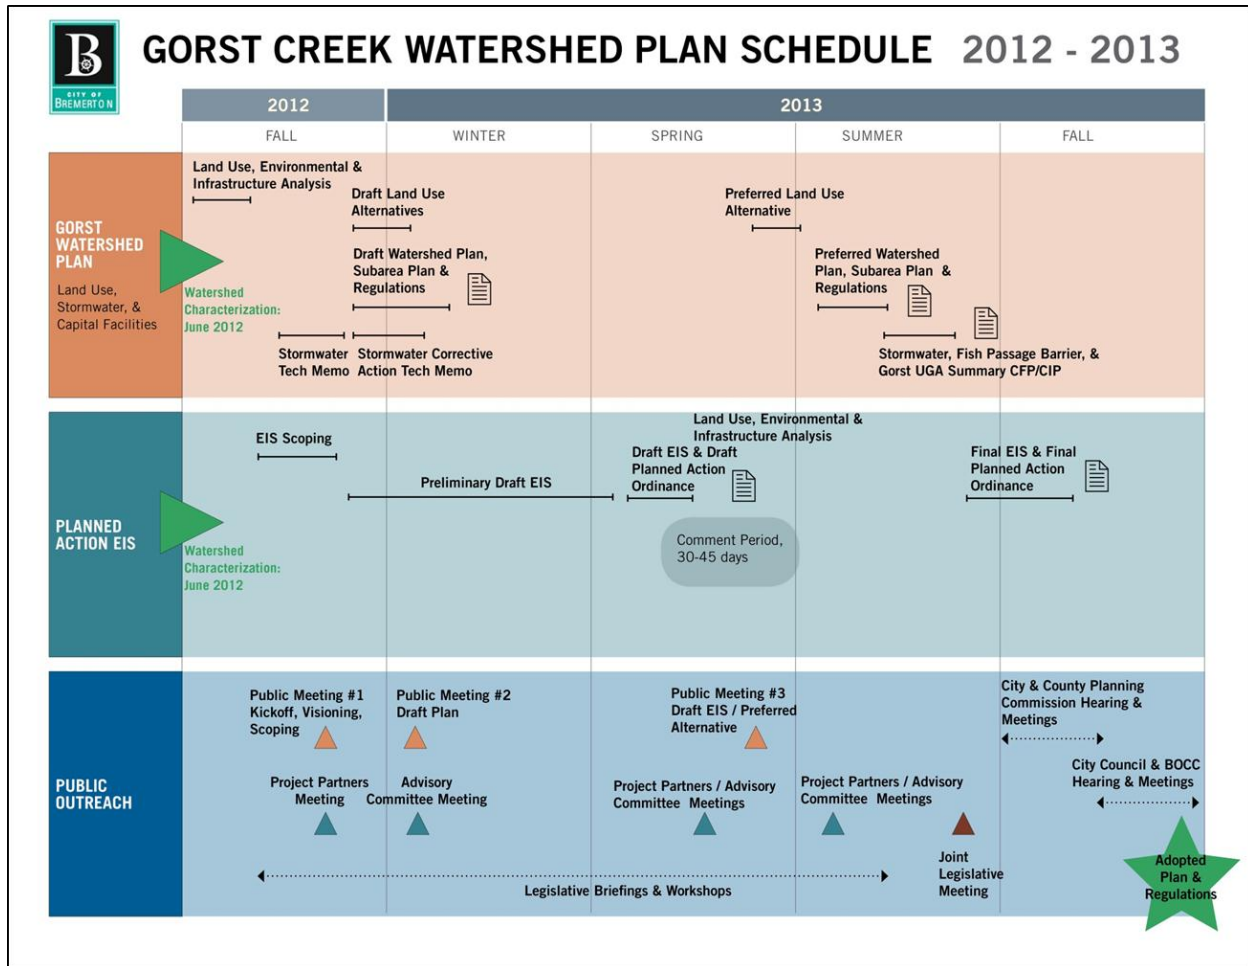 B
CITY OF
BREMERTON
GORST CREEK WATERSHED PLAN SCHEDULE 2012 - 2013
2012
2013
FALL
WINTER
SPRING
SUMMER
FALL
GORST
WATERSHED
PLAN
Land Use,
Stormwater, &
Capital Facilities
Watershed
Characterization:
June 2012
Land Use, Environmental &
Infrastructure Analysis
Draft Land Use
Alternatives
Draft Watershed Plan,
Subarea Plan &
Regulations
Stormwater
Tech Memo
Stormwater Corrective
Action Tech Memo
Preferred Land Use
Alternative
Preferred Watershed
Plan, Subarea Plan &
Regulations
Stormwater, Fish Passage Barrier, &
Gorst UGA Summary CFP/CIP
PLANNED
ACTION EIS
Watershed
Characterization:
June 2012
EIS Scoping
Preliminary Draft EIS
Land Use, Environmental &
Infrastructure Analysis
Draft EIS & Draft
Planned Action
Ordinance
Comment Period,
30-45 days
Final EIS & Final
Planned Action
Ordinance
PUBLIC
OUTREACH
Public Meeting #1
Kickoff, Visioning,
Scoping
Public Meeting #2
Draft Plan
Public Meeting #3
Draft EIS / Preferred
Alternative
City & County Planning
Commission Hearing &
Meetings
Project Partners
Meeting
Advisory
Committee Meeting
Project Partners / Advisory
Committee Meetings
Project Partners / Advisory
Committee Meetings
City Council & BOCC
Hearing & Meetings
Joint
Legislative
Meeting
Legislative Briefings & Workshops
Adopted
Plan &
Regulations